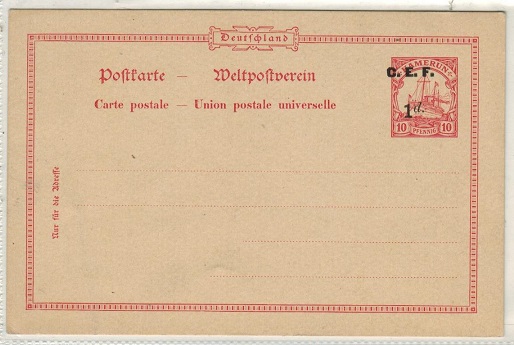 Deutschland
Postkarte — Weltpostverein
Carte postale — Union postale universelle
KAMERUN
C. E. F.
1d.
10 PFENNIG 10
Nur für die Adresse